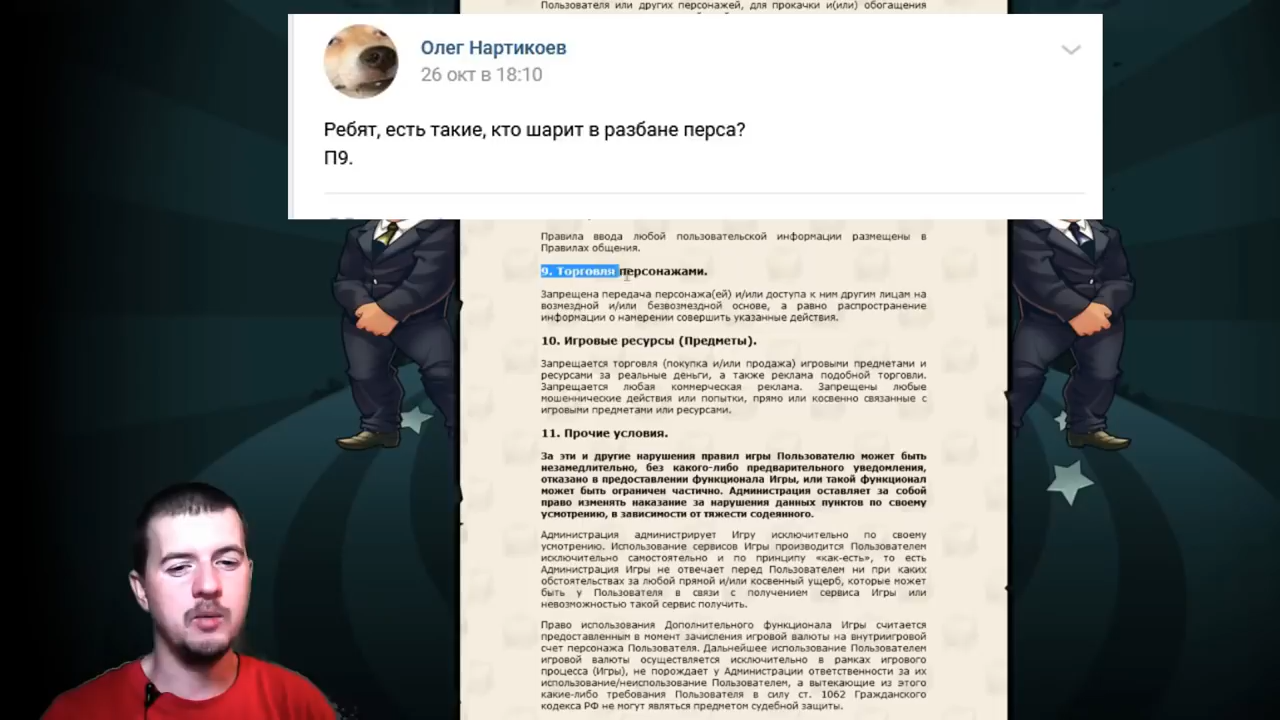 Пользователя или других персонажей, для прокачки и(или) обогащения
Олег Нартикоев
26 окт в 18:10
Ребят, есть такие, кто шарит в разбане перса?
П9.
Правила ввода любой пользовательской информации размещены в
Правилах общения.
9. Торговля персонажами.
Запрещена передача персонажа(ей) и/или доступа к ним другим лицам на
возмездной и/или безвозмездной основе, а равно распространение
информации о намерении совершить указанные действия.
10. Игровые ресурсы (Предметы).
Запрещается торговля (покупка и/или продажа) игровыми предметами и
ресурсами за реальные деньги, а также реклама подобной торговли.
Запрещается любая коммерческая реклама. Запрещены любые
мошеннические действия или попытки, прямо или косвенно связанные с
игровыми предметами или ресурсами.
11. Прочие условия.
За эти и другие нарушения правил игры Пользователю может быть
незамедлительно, без какого-либо предварительного уведомления,
отказано в предоставлении функционала Игры, или такой функционал
может быть ограничен частично. Администрация оставляет за собой
право изменять наказание за нарушения данных пунктов по своему
усмотрению, в зависимости от тяжести содеянного.
Администрация администрирует Игру исключительно по своему
усмотрению. Использование сервисов Игры производится Пользователем
исключительно самостоятельно и по принципу «как-есть», то есть
Администрация Игры не отвечает перед Пользователем ни при каких
обстоятельствах за любой прямой и/или косвенный ущерб, которые может
быть у Пользователя в связи с получением сервиса Игры или
невозможностью такой сервис получить.
Право использования Дополнительного функционала Игры считается
предоставленным в момент зачисления игровой валюты на внутриигровой
счет персонажа Пользователя. Дальнейшее использование Пользователем
игровой валюты осуществляется исключительно в рамках игрового
процесса (Игры), не порождает у Администрации ответственности за их
использование/неиспользование Пользователем, а вытекающие из этого
какие-либо требования Пользователя в силу ст. 1062 Гражданского
кодекса РФ не могут являться предметом судебной защиты.